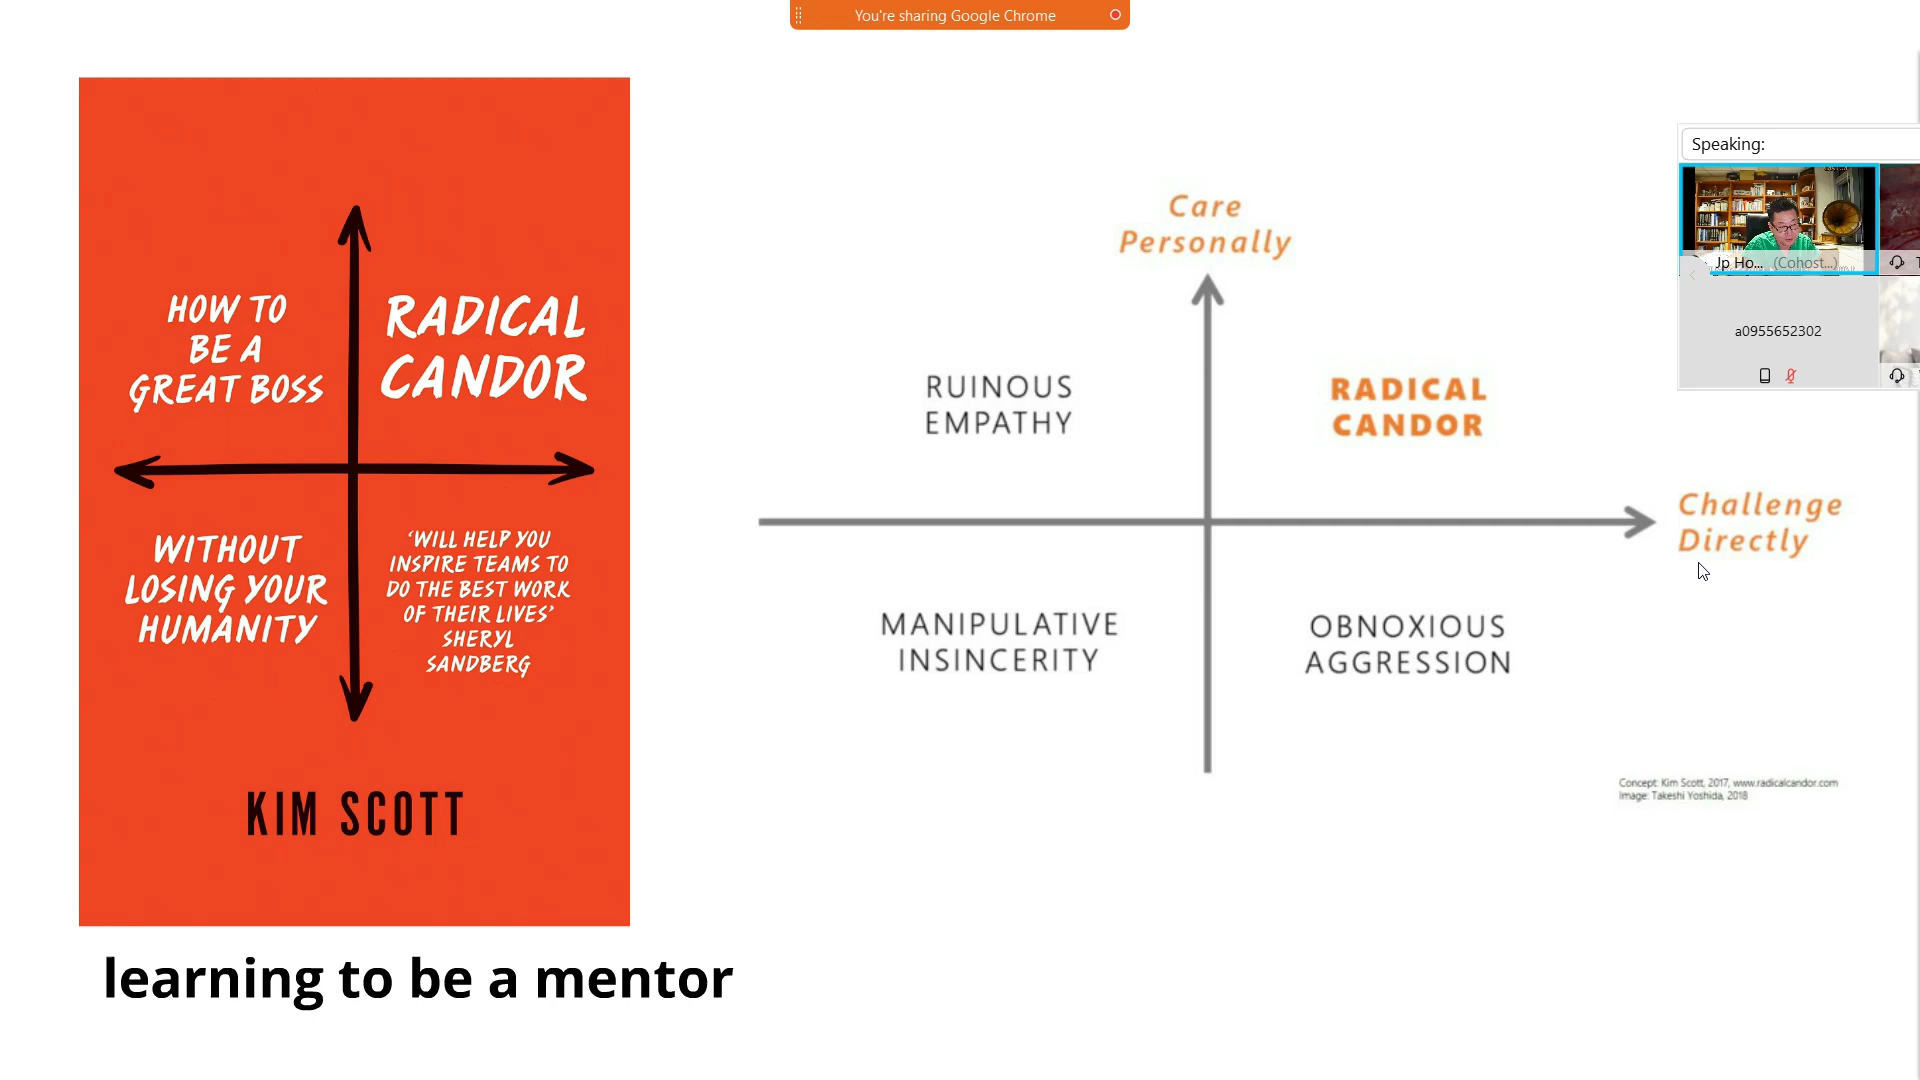 You're sharing Google Chrome
HOW TO
BE A
GREAT BOSS
RADICAL
CANDOR
WITHOUT
LOSING YOUR
HUMANITY
‘WILL HELP YOU
INSPIRE TEAMS TO
DO THE BEST WORK
OF THEIR LIVES’
SHERYL
SANDBERG
KIM SCOTT
learning to be a mentor
Care
Personally
RUINOUS
EMPATHY
RADICAL
CANDOR
Challenge
Directly
MANIPULATIVE
INSINCERITY
OBNOXIOUS
AGGRESSION
Concept: Kim Scott, 2017, www.radicalcandor.com
Image: Takeshi Yoshida, 2018
Speaking:
Jp Ho... (Cohost...)
a0955652302